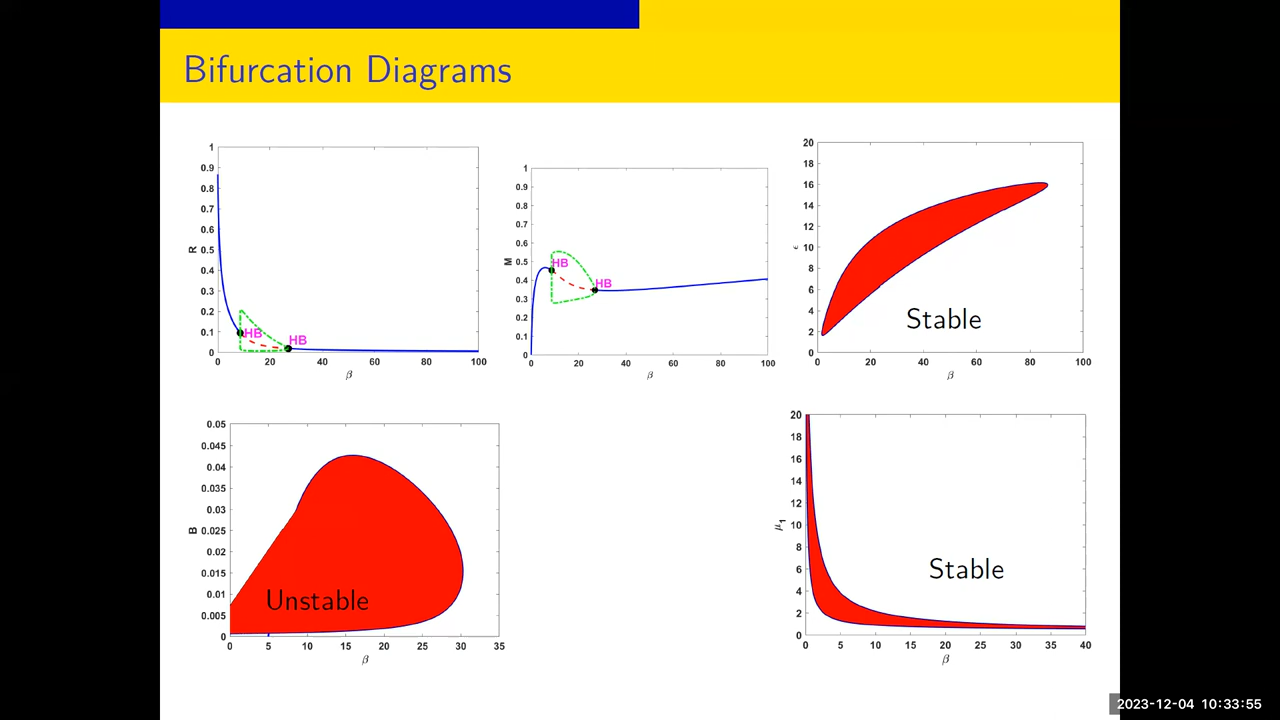 Bifurcation Diagrams
1
0.9
0.8
0.7
0.6
0.5
0.4
0.3
0.2
0.1
0
R
HB
HB
0 20 40 60 80 100
β
1
0.9
0.8
0.7
0.6
0.5
0.4
0.3
0.2
0.1
0
M
HB
HB
0 20 40 60 80 100
β
20
18
16
14
12
10
8
6
4
2
0
ϵ
Stable
0 20 40 60 80 100
β
0.05
0.045
0.04
0.035
0.03
0.025
0.02
0.015
0.01
0.005
0
B
Unstable
0 5 10 15 20 25 30 35
β
20
18
16
14
12
10
8
6
4
2
0
μ1
Stable
0 5 10 15 20 25 30 35 40
β
2023-12-04 10:33:55